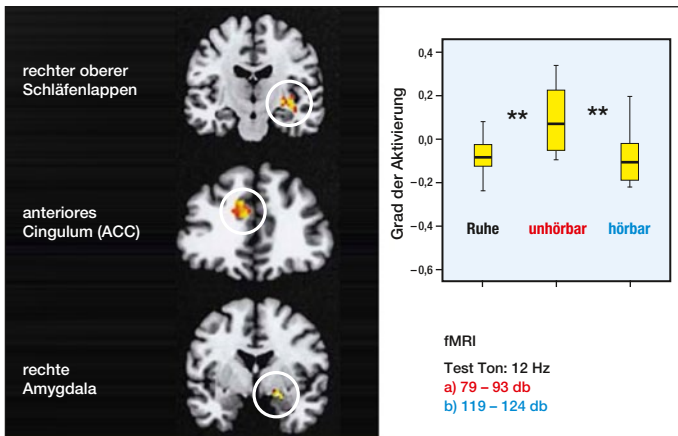 rechter oberer
Schläfenlappen
anteriores
Cingulum (ACC)
rechte
Amygdala
Grad der Aktivierung
0,4
0,2
0,0
−0,2
−0,4
−0,6
**
**
Ruhe
unhörbar
hörbar
fMRI
Test Ton: 12 Hz
a) 79 – 93 db
b) 119 – 124 db